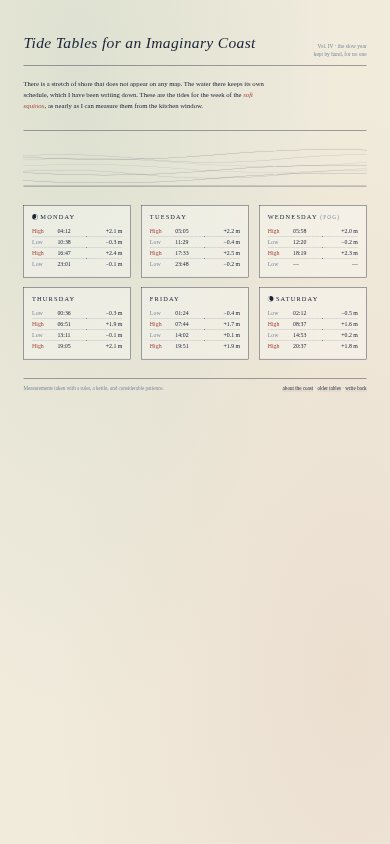 Tide Tables for an Imaginary Coast
Vol. IV · the slow year
kept by hand, for no one
There is a stretch of shore that does not appear on any map. The water there keeps its own
schedule, which I have been writing down. These are the tides for the week of the soft
equinox, as nearly as I can measure them from the kitchen window.
MONDAY
High 04:12 +2.1 m
Low 10:38 –0.3 m
High 16:47 +2.4 m
Low 23:01 –0.1 m
TUESDAY
High 05:05 +2.2 m
Low 11:29 –0.4 m
High 17:33 +2.5 m
Low 23:48 –0.2 m
WEDNESDAY (FOG)
High 05:58 +2.0 m
Low 12:20 –0.2 m
High 18:19 +2.3 m
Low — —
THURSDAY
Low 00:36 –0.3 m
High 06:51 +1.9 m
Low 13:11 –0.1 m
High 19:05 +2.1 m
FRIDAY
Low 01:24 –0.4 m
High 07:44 +1.7 m
Low 14:02 +0.1 m
High 19:51 +1.9 m
SATURDAY
Low 02:12 –0.5 m
High 08:37 +1.6 m
Low 14:53 +0.2 m
High 20:37 +1.8 m
Measurements taken with a ruler, a kettle, and considerable patience.
about the coast · older tables · write back